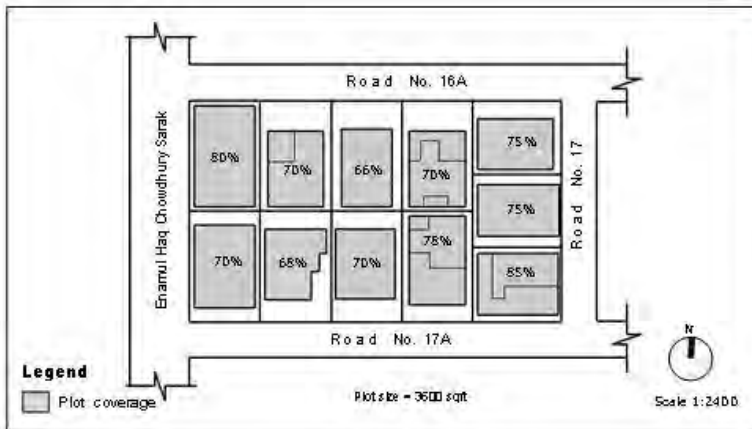 Road No. 16A
Enamul Haq Chowdhury Sarak
Road No. 17
80%
70%
66%
70%
75%
75%
70%
68%
70%
78%
85%
Road No. 17A
N
Legend
Plot coverage
Plot size = 3600 sqft
Scale 1:2400